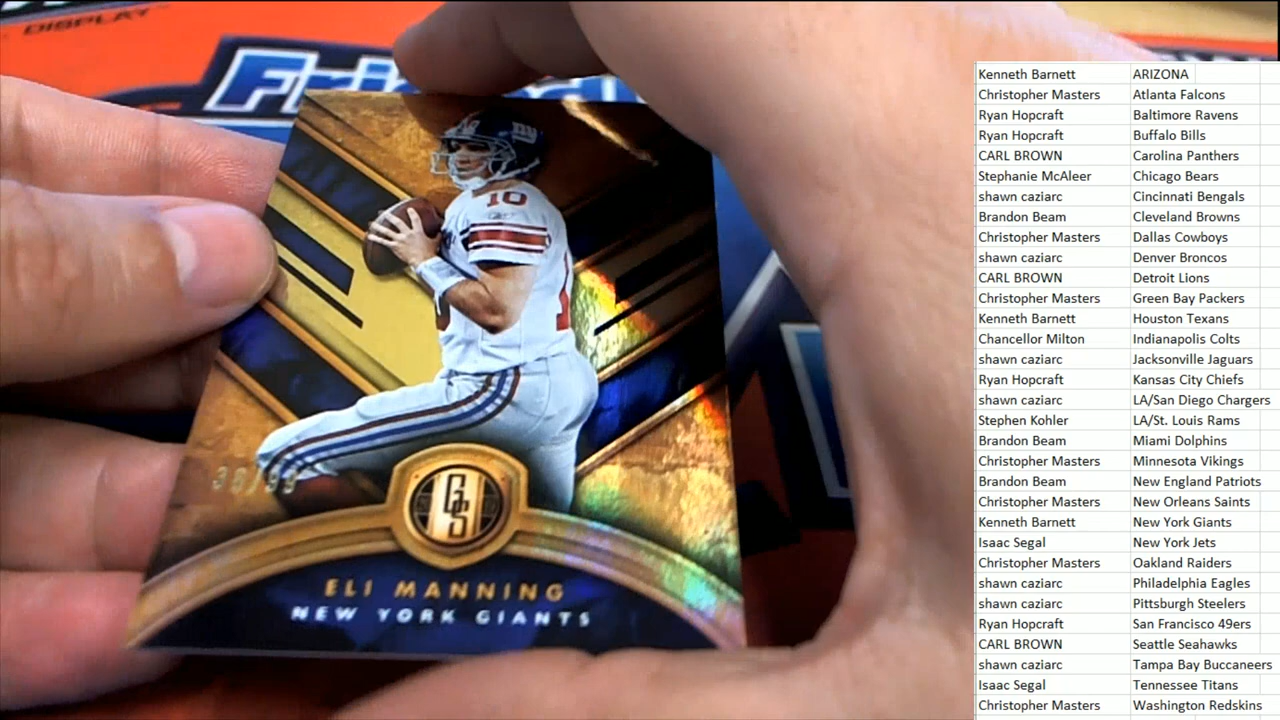 DISPLAY
10
38/99
GS
ELI MANNING
NEW YORK GIANTS
Kenneth Barnett ARIZONA
Christopher Masters Atlanta Falcons
Ryan Hopcraft Baltimore Ravens
Ryan Hopcraft Buffalo Bills
CARL BROWN Carolina Panthers
Stephanie McAleer Chicago Bears
shawn caziarc Cincinnati Bengals
Brandon Beam Cleveland Browns
Christopher Masters Dallas Cowboys
shawn caziarc Denver Broncos
CARL BROWN Detroit Lions
Christopher Masters Green Bay Packers
Kenneth Barnett Houston Texans
Chancellor Milton Indianapolis Colts
shawn caziarc Jacksonville Jaguars
Ryan Hopcraft Kansas City Chiefs
shawn caziarc LA/San Diego Chargers
Stephen Kohler LA/St. Louis Rams
Brandon Beam Miami Dolphins
Christopher Masters Minnesota Vikings
Brandon Beam New England Patriots
Christopher Masters New Orleans Saints
Kenneth Barnett New York Giants
Isaac Segal New York Jets
Christopher Masters Oakland Raiders
shawn caziarc Philadelphia Eagles
shawn caziarc Pittsburgh Steelers
Ryan Hopcraft San Francisco 49ers
CARL BROWN Seattle Seahawks
shawn caziarc Tampa Bay Buccaneers
Isaac Segal Tennessee Titans
Christopher Masters Washington Redskins